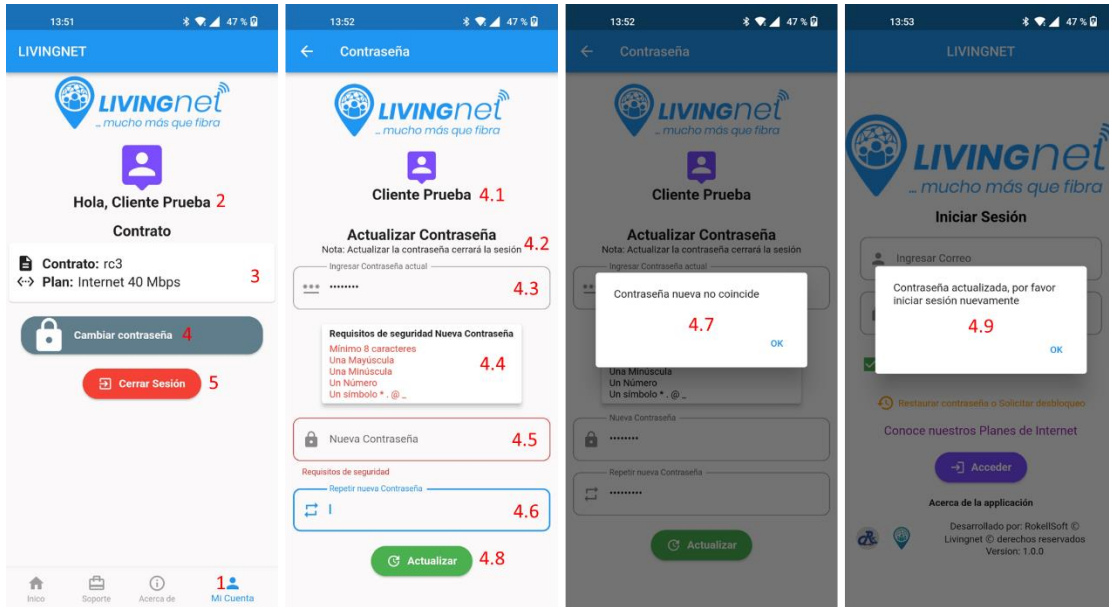 13:51
47 %
LIVINGNET
LIVINGnet
... mucho más que fibra
Hola, Cliente Prueba 2
Contrato
Contrato: rc3
Plan: Internet 40 Mbps
3
Cambiar contraseña 4
Cerrar Sesión 5
Inico
Soporte
Acerca de
1
Mi Cuenta
13:52
47 %
Contraseña
LIVINGnet
... mucho más que fibra
Cliente Prueba 4.1
Actualizar Contraseña
Nota: Actualizar la contraseña cerrará la sesión 4.2
Ingresar Contraseña actual
••••••••
4.3
Requisitos de seguridad Nueva Contraseña
Mínimo 8 caracteres
Una Mayúscula
Una Minúscula
Un Número
Un símbolo * . @ _
4.4
Nueva Contraseña 4.5
Requisitos de seguridad
Repetir nueva Contraseña
4.6
Actualizar 4.8
13:52
47 %
Contraseña
LIVINGnet
... mucho más que fibra
Cliente Prueba
Actualizar Contraseña
Nota: Actualizar la contraseña cerrará la sesión
Ingresar Contraseña actual
Contraseña nueva no coincide
4.7
OK
Una Minúscula
Un Número
Un símbolo * . @ _
Nueva Contraseña
••••••••
Repetir nueva Contraseña
•••••••••
Actualizar
13:53
47 %
LIVINGNET
LIVINGnet
... mucho más que fibra
Iniciar Sesión
Ingresar Correo
Contraseña actualizada, por favor
iniciar sesión nuevamente
4.9
OK
Restaurar contraseña o Solicitar desbloqueo
Conoce nuestros Planes de Internet
Acceder
Acerca de la aplicación
Desarrollado por: RokellSoft ©
Livingnet © derechos reservados
Version: 1.0.0